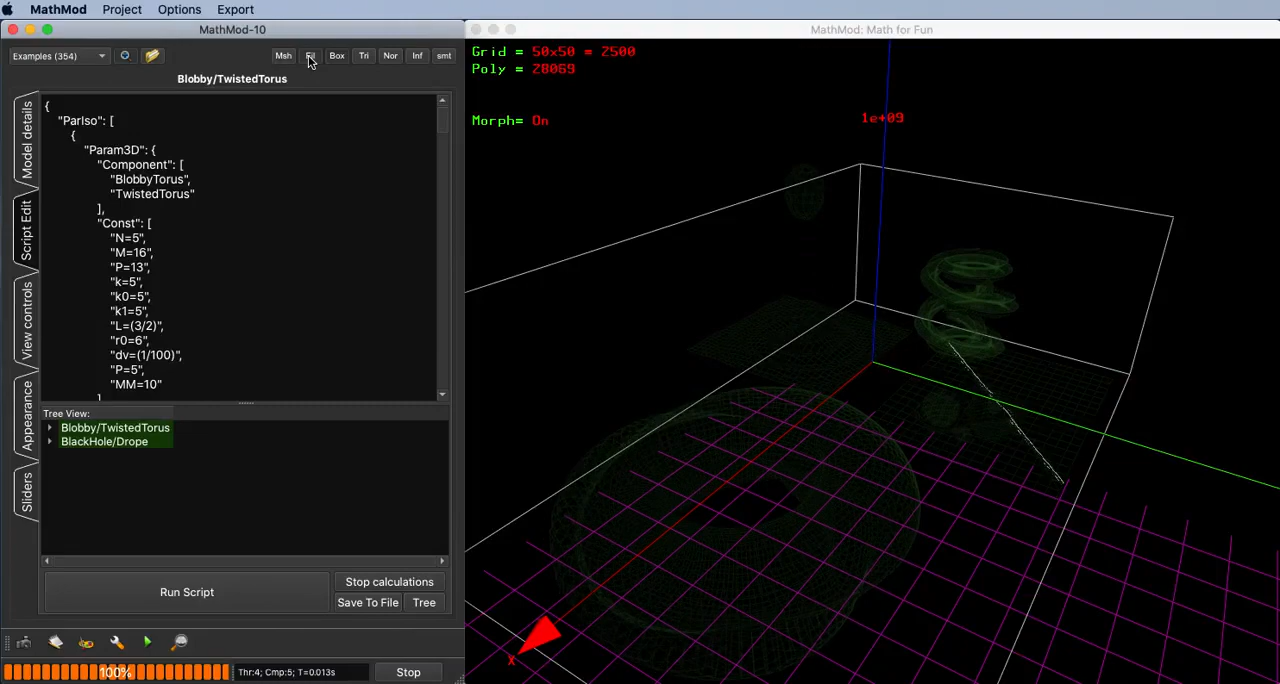 MathMod Project Options Export
MathMod-10
Examples (354) Msh Box Tri Nor Inf smt
Blobby/TwistedTorus
Model details
Script Edit
View controls
Appearance
Sliders
{
"ParIso": [
{
"Param3D": {
"Component": [
"BlobbyTorus",
"TwistedTorus"
],
"Const": [
"N=5",
"M=16",
"P=13",
"k=5",
"k0=5",
"k1=5",
"L=(3/2)",
"r0=6",
"dv=(1/100)",
"P=5",
"MM=10"
]
Tree View:
Blobby/TwistedTorus
BlackHole/Drope
Run Script
Stop calculations
Save To File Tree
100% Thr:4; Cmp:5; T=0.013s Stop
MathMod: Math for Fun
Grid = 50x50 = 2500
Poly = 28069
Morph= On
1e+09
X